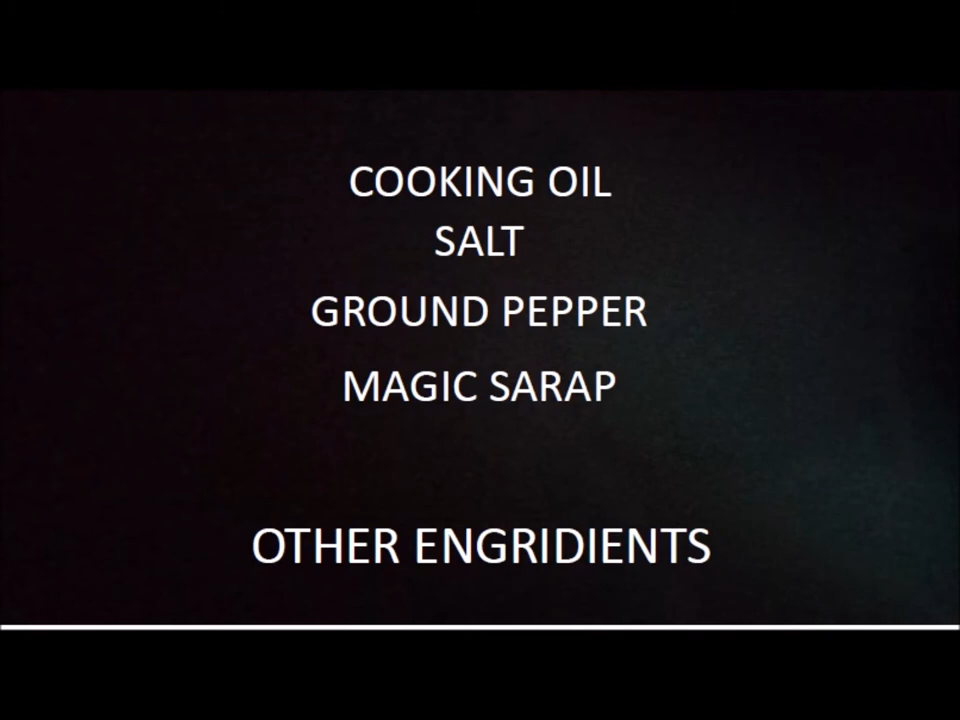 COOKING OIL
SALT
GROUND PEPPER
MAGIC SARAP
OTHER ENGRIDIENTS